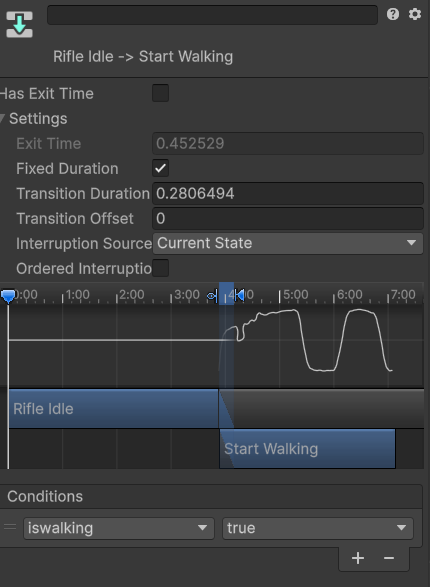 Rifle Idle -> Start Walking
Has Exit Time
Settings
Exit Time 0.452529
Fixed Duration
Transition Duration 0.2806494
Transition Offset 0
Interruption Source Current State
Ordered Interruptio
0:00 1:00 2:00 3:00 4:00 5:00 6:00 7:00
Rifle Idle
Start Walking
Conditions
iswalking true
+ −